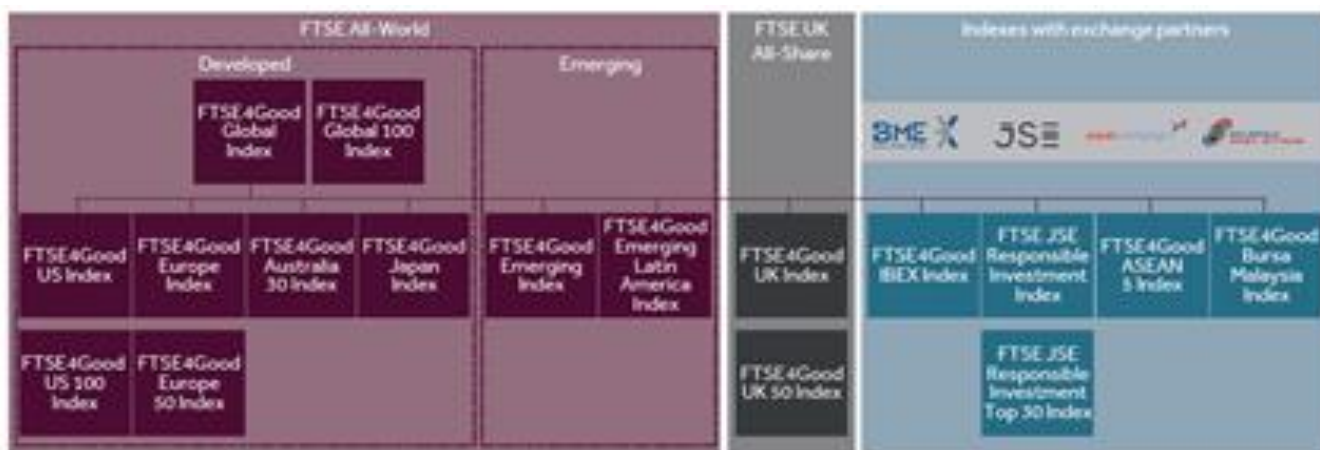 FTSE All-World
FTSE UK
All-Share
Indexes with exchange partners
Developed
Emerging
FTSE4Good
Global
Index
FTSE4Good
Global 100
Index
BME X
JSE
FTSE4Good
US Index
FTSE4Good
Europe
Index
FTSE4Good
Australia
30 Index
FTSE4Good
Japan
Index
FTSE4Good
Emerging
Index
FTSE4Good
Emerging
Latin
America
Index
FTSE4Good
UK Index
FTSE4Good
IBEX Index
FTSE JSE
Responsible
Investment
Index
FTSE4Good
ASEAN
5 Index
FTSE4Good
Bursa
Malaysia
Index
FTSE4Good
US 100
Index
FTSE4Good
Europe
50 Index
FTSE4Good
UK 50 Index
FTSE JSE
Responsible
Investment
Top 30 Index